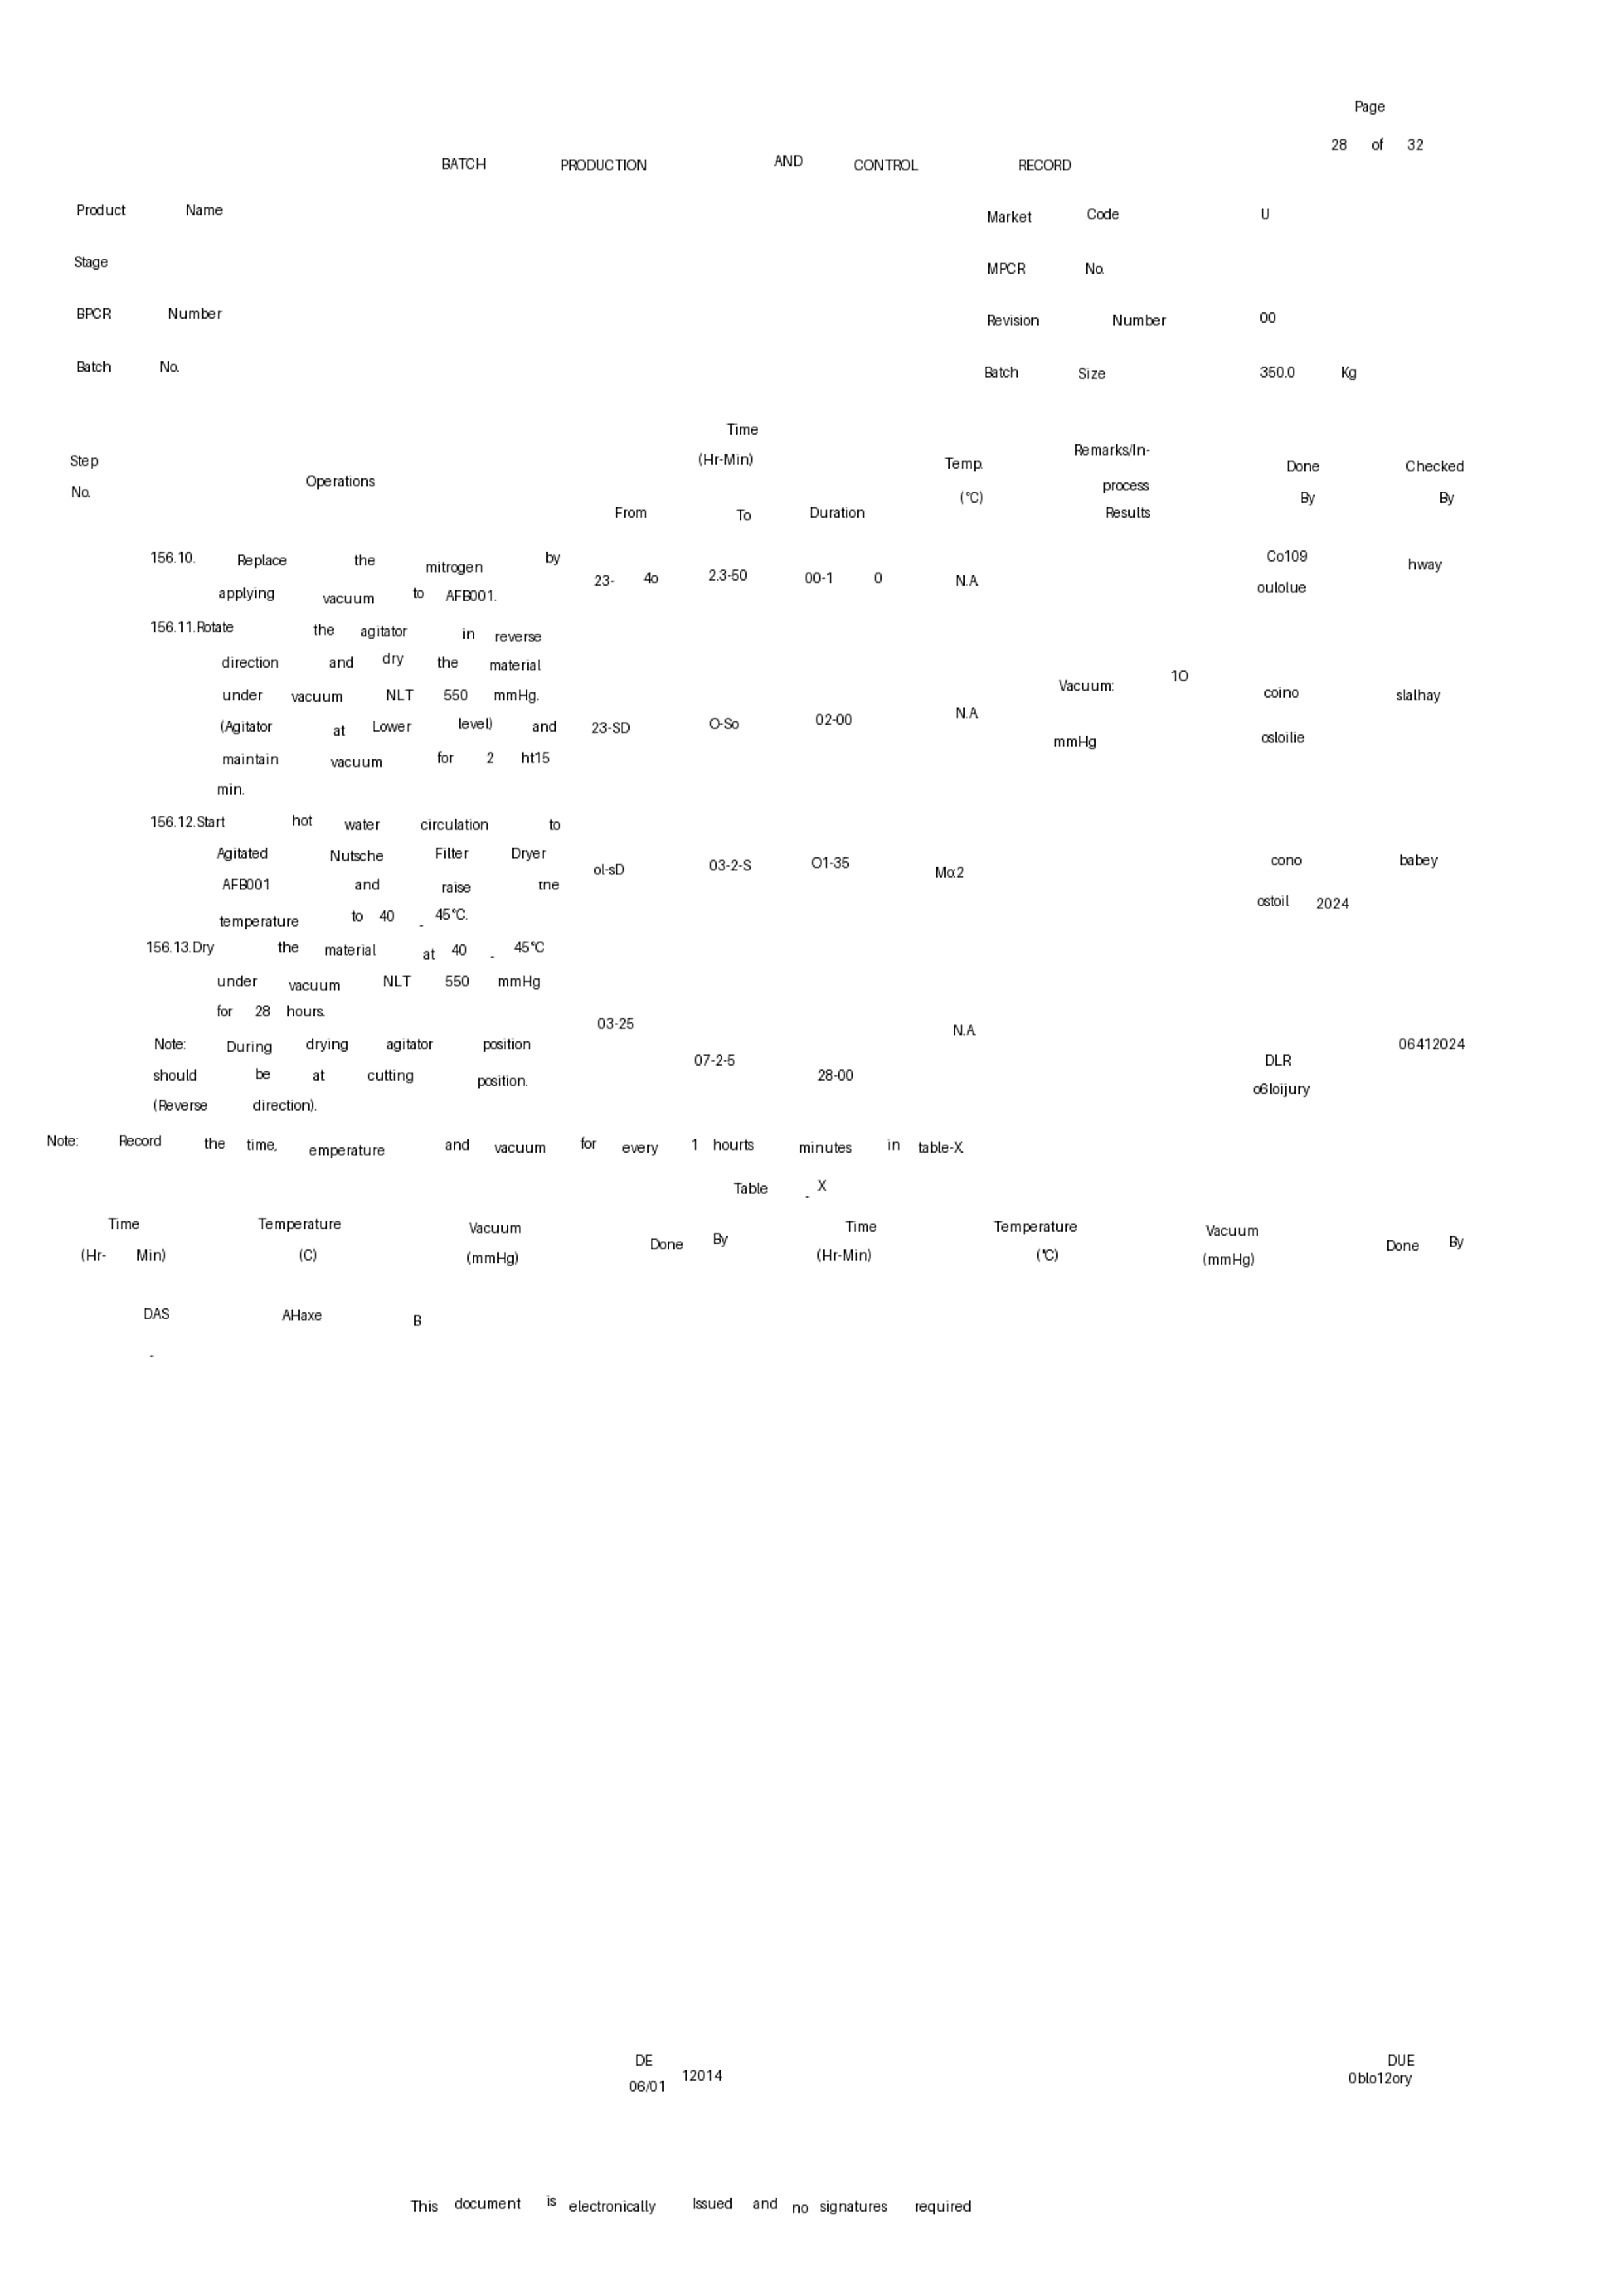 Page
28 of 32
BATCH PRODUCTION AND CONTROL RECORD
Product Name
Market Code U
Stage
MPCR No.
BPCR Number
Revision Number 00
Batch No.
Batch Size 350.0 Kg
Time
Step
(Hr-Min)
Temp.
Remarks/In-
Done
Checked
No.
Operations
(°C)
process
By
By
From To Duration
Results
156.10. Replace the mitrogen by
23- 4o 2.3-50 00-1 0 N.A
Co109
hway
applying vacuum to AFB001.
oulolue
156.11.Rotate the agitator in reverse
direction and dry the material
Vacuum: 1O
under vacuum NLT 550 mmHg.
coino
slalhay
(Agitator at Lower level) and
23-SD O-So 02-00 N.A
mmHg
osloilie
maintain vacuum for 2 ht15
min.
156.12.Start hot water circulation to
Agitated Nutsche Filter Dryer
ol-sD 03-2-S O1-35 Mo:2
cono
babey
AFB001 and raise tne
ostoil 2024
temperature to 40 - 45°C.
156.13.Dry the material at 40 - 45°C
under vacuum NLT 550 mmHg
for 28 hours.
03-25
N.A
Note: During drying agitator position
07-2-5
DLR
06412024
should be at cutting position.
28-00
o6loijury
(Reverse direction).
Note: Record the time, emperature and vacuum for every 1 hourts minutes in table-X.
Table - X
Time Temperature Vacuum Done By Time Temperature Vacuum Done By
(Hr- Min) (C) (mmHg) (Hr-Min) (°C) (mmHg)
DAS AHaxe B
-
DE
12014
06/01
DUE
0blo12ory
This document is electronically Issued and no signatures required